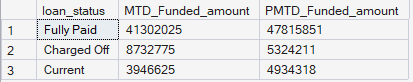 loan_status MTD_Funded_amount PMTD_Funded_amount
1 Fully Paid 41302025 47815851
2 Charged Off 8732775 5324211
3 Current 3946625 4934318